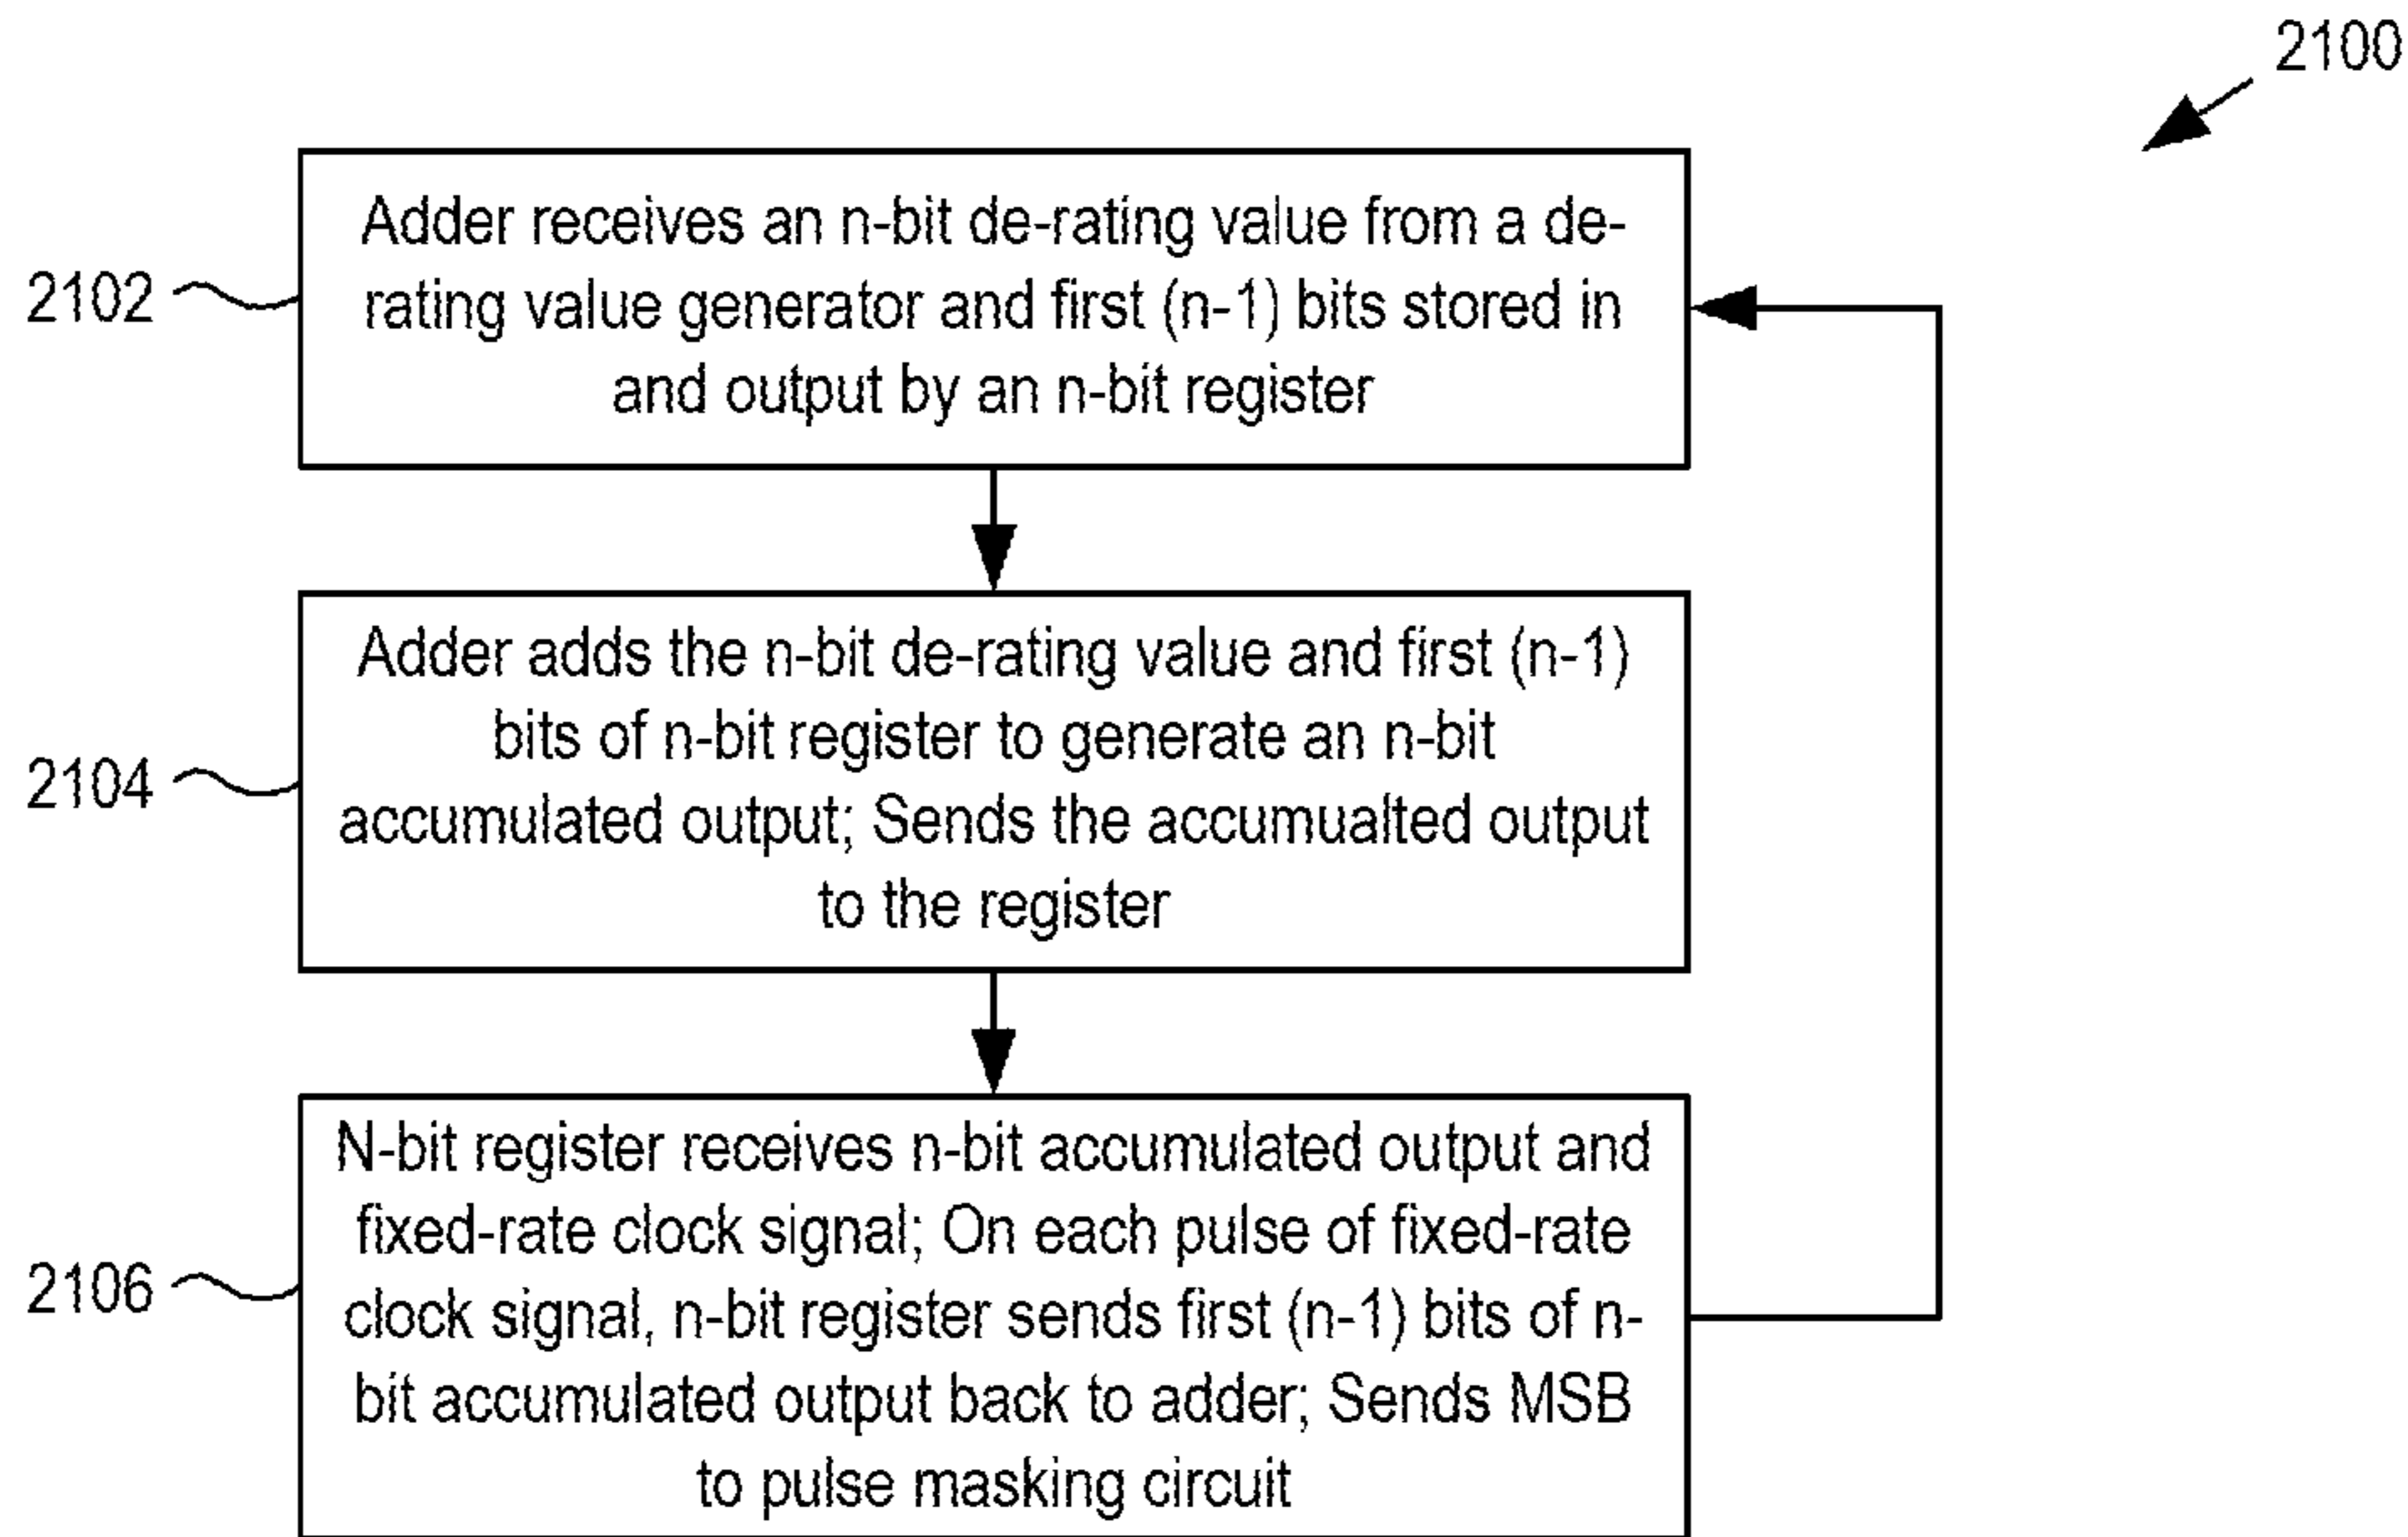 2100
2102
Adder receives an n-bit de-rating value from a de-
rating value generator and first (n-1) bits stored in
and output by an n-bit register
2104
Adder adds the n-bit de-rating value and first (n-1)
bits of n-bit register to generate an n-bit
accumulated output; Sends the accumualted output
to the register
2106
N-bit register receives n-bit accumulated output and
fixed-rate clock signal; On each pulse of fixed-rate
clock signal, n-bit register sends first (n-1) bits of n-
bit accumulated output back to adder; Sends MSB
to pulse masking circuit